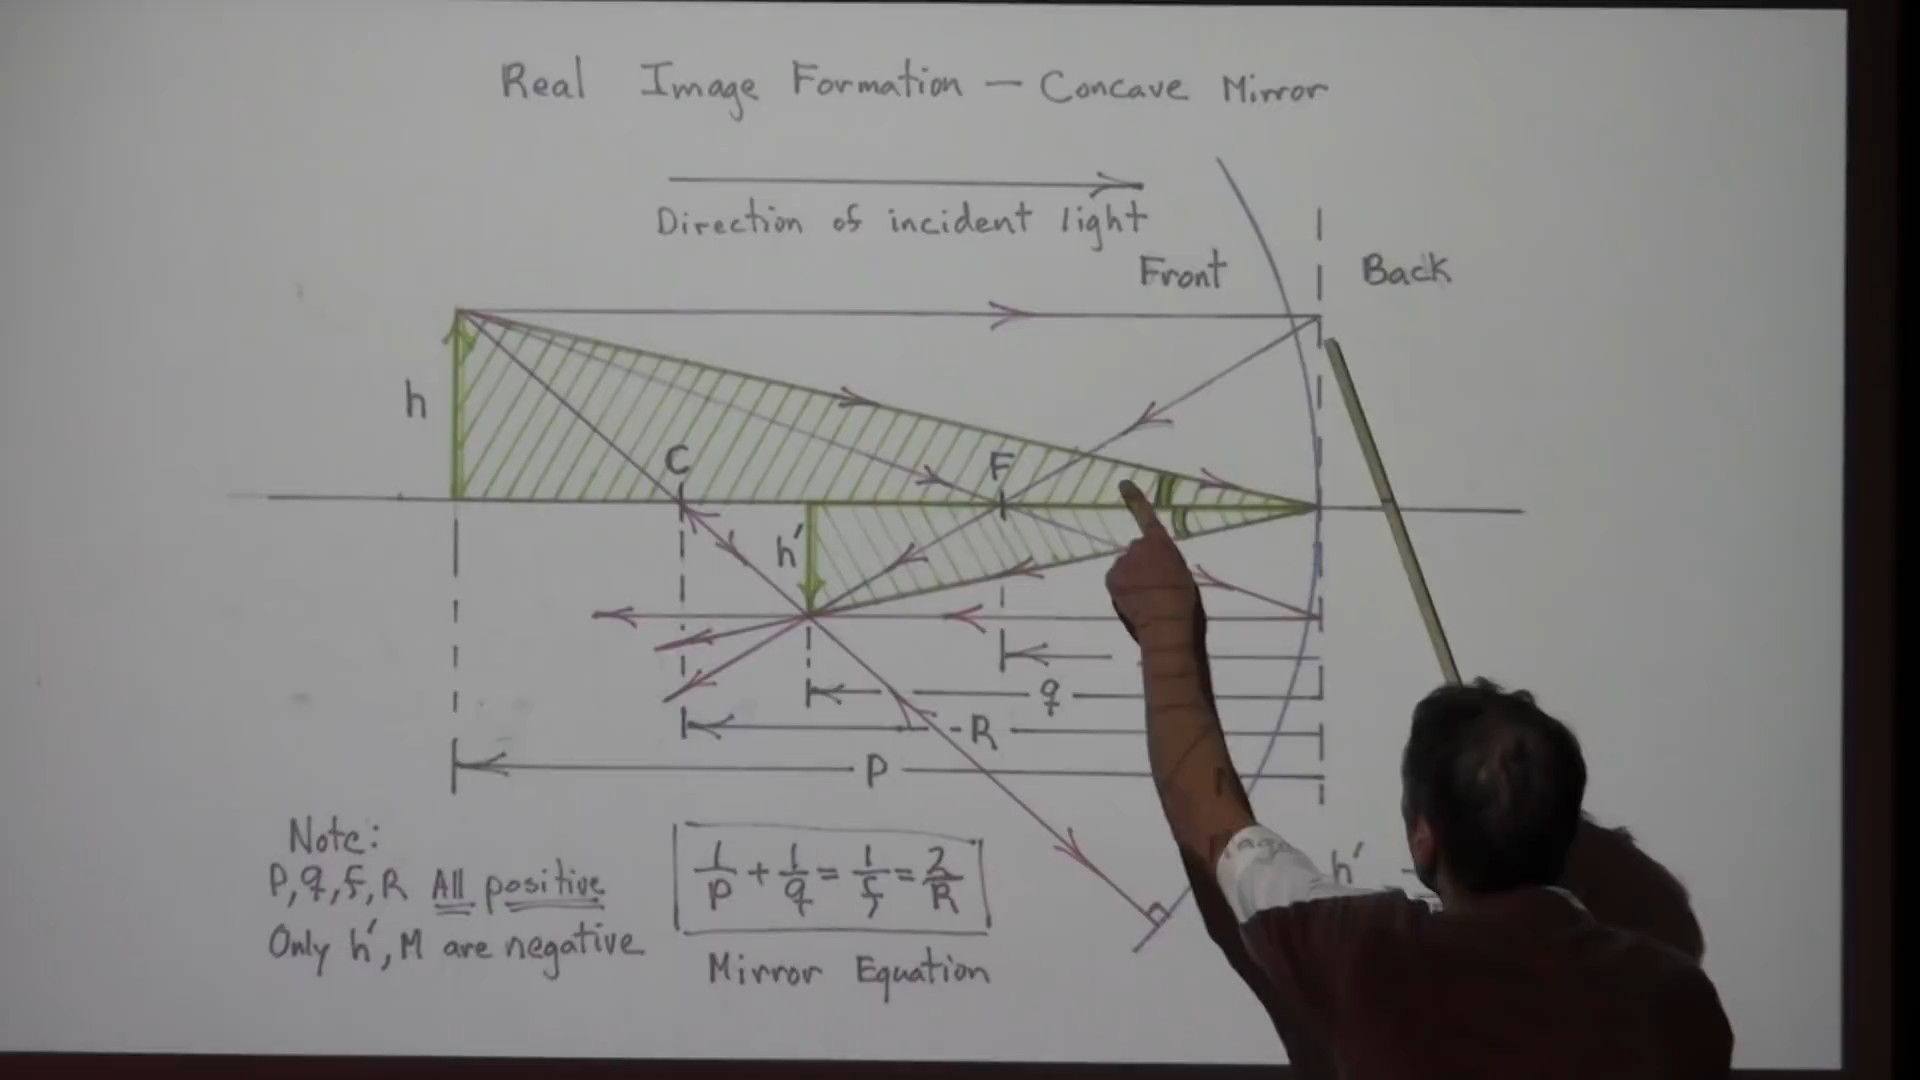 Real Image Formation — Concave Mirror
Direction of incident light
Front
Back
h
C
F
h'
q
-R
P
Note:
P, q, f, R All positive
Only h', M are negative
1/P + 1/q = 1/f = 2/R
Mirror Equation
h'